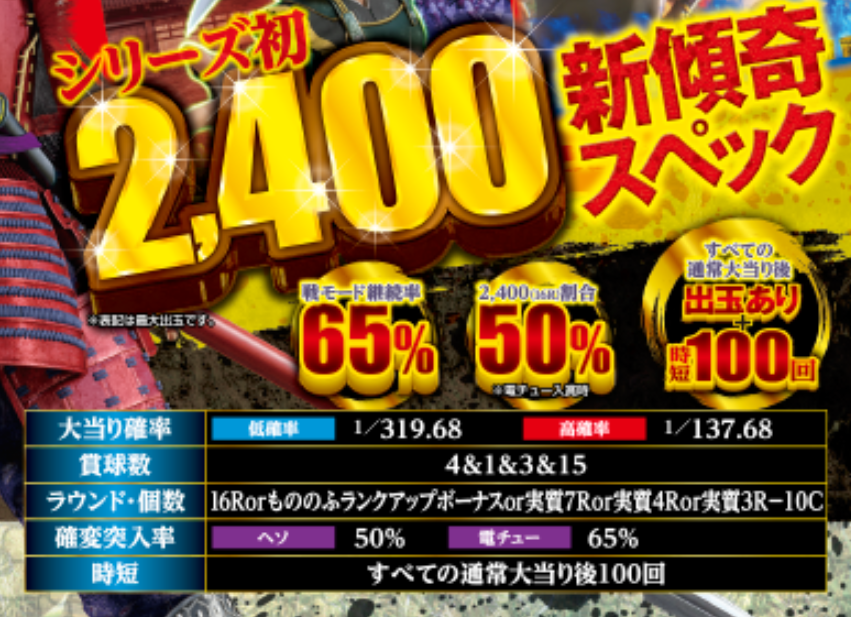 シリーズ初
2,400
新傾奇
スペック
※表記は最大出玉です。
戦モード継続率
65%
2,400(16R)割合
50%
※電チュー入賞時
すべての
通常大当り後
出玉あり
+
時短100回
大当り確率 低確率 1/319.68 高確率 1/137.68
賞球数 4&1&3&15
ラウンド・個数 16Rorもののふランクアップボーナスor実質7Ror実質4Ror実質3R−10C
確変突入率 ヘソ 50% 電チュー 65%
時短 すべての通常大当り後100回